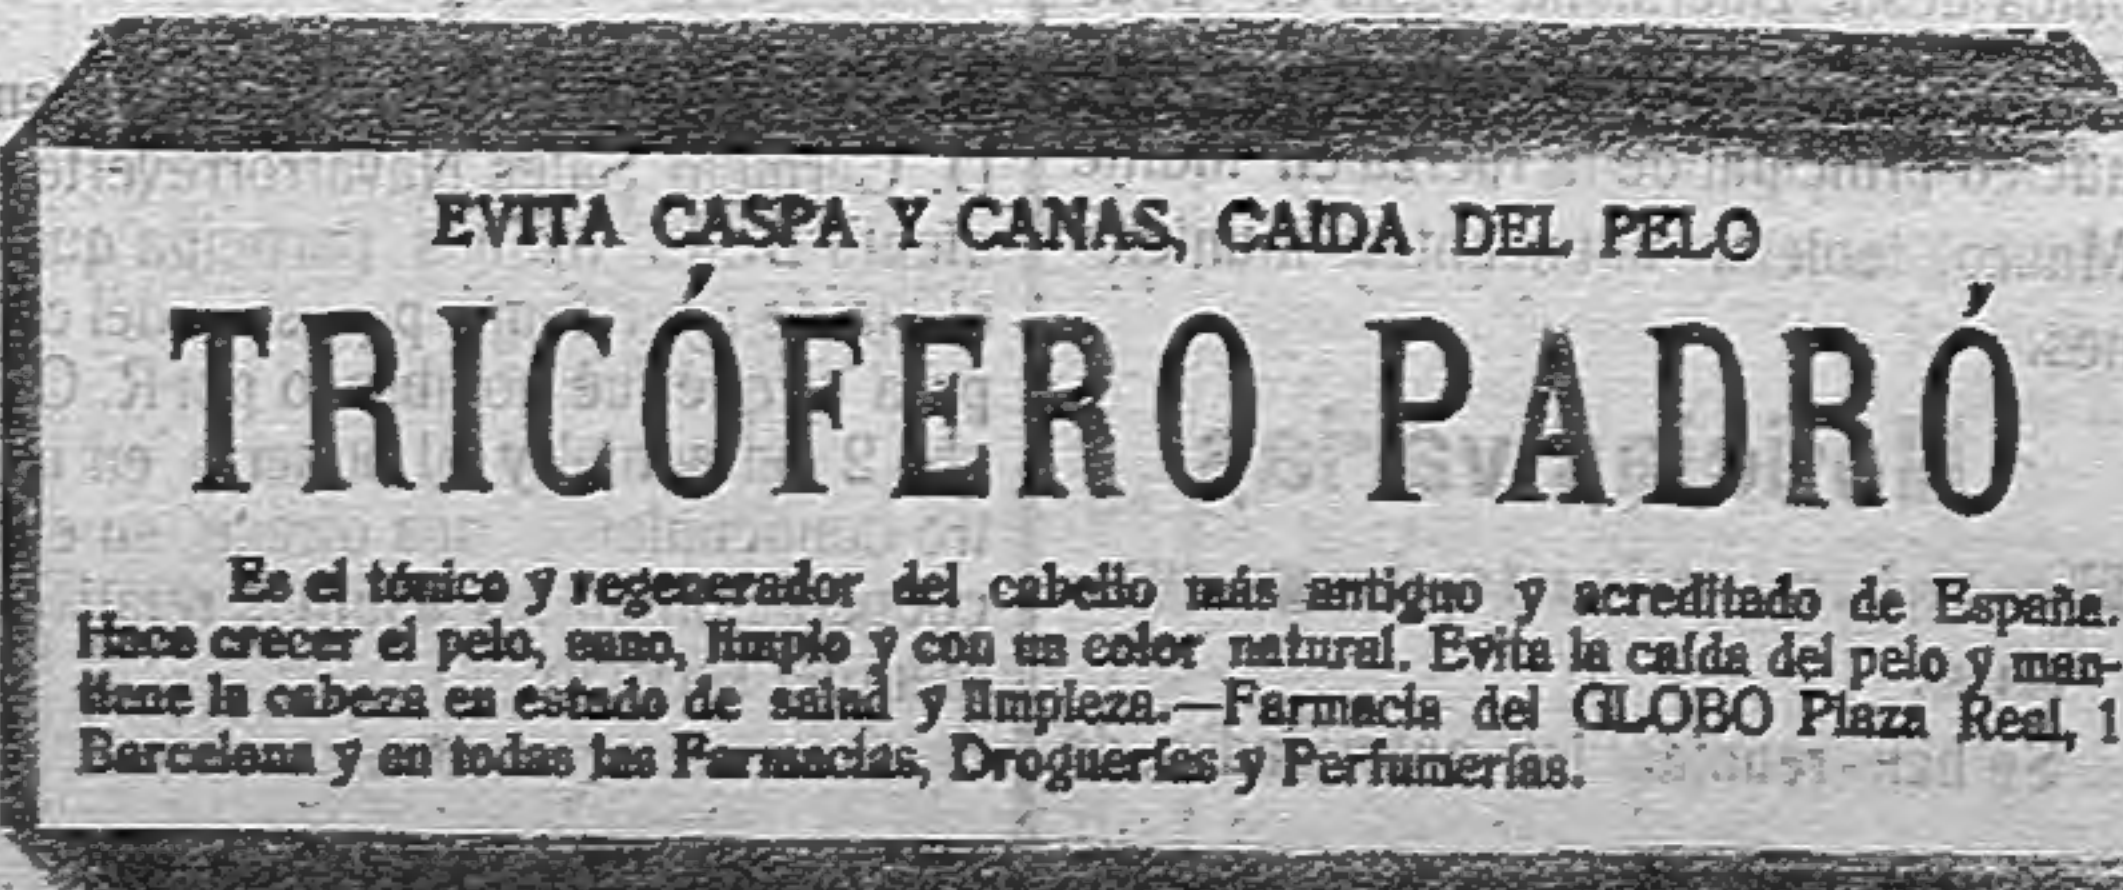 EVITA CASPA Y CANAS, CAIDA DEL PELO
TRICÓFERO PADRÓ
Es el tónico y regenerador del cabello más antiguo y acreditado de España.
Hace crecer el pelo, sano, limpio y con un color natural. Evita la caída del pelo y man-
tiene la cabeza en estado de salud y limpieza.—Farmacia del GLOBO Plaza Real, 1
Barcelona y en todas las Farmacias, Droguerías y Perfumerías.